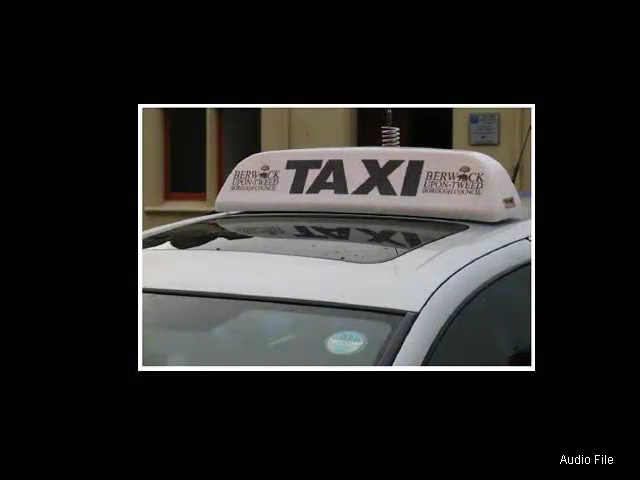 BERWICK
UPON-TWEED
BOROUGH COUNCIL
TAXI
BERWICK
UPON-TWEED
BOROUGH COUNCIL
Audio File